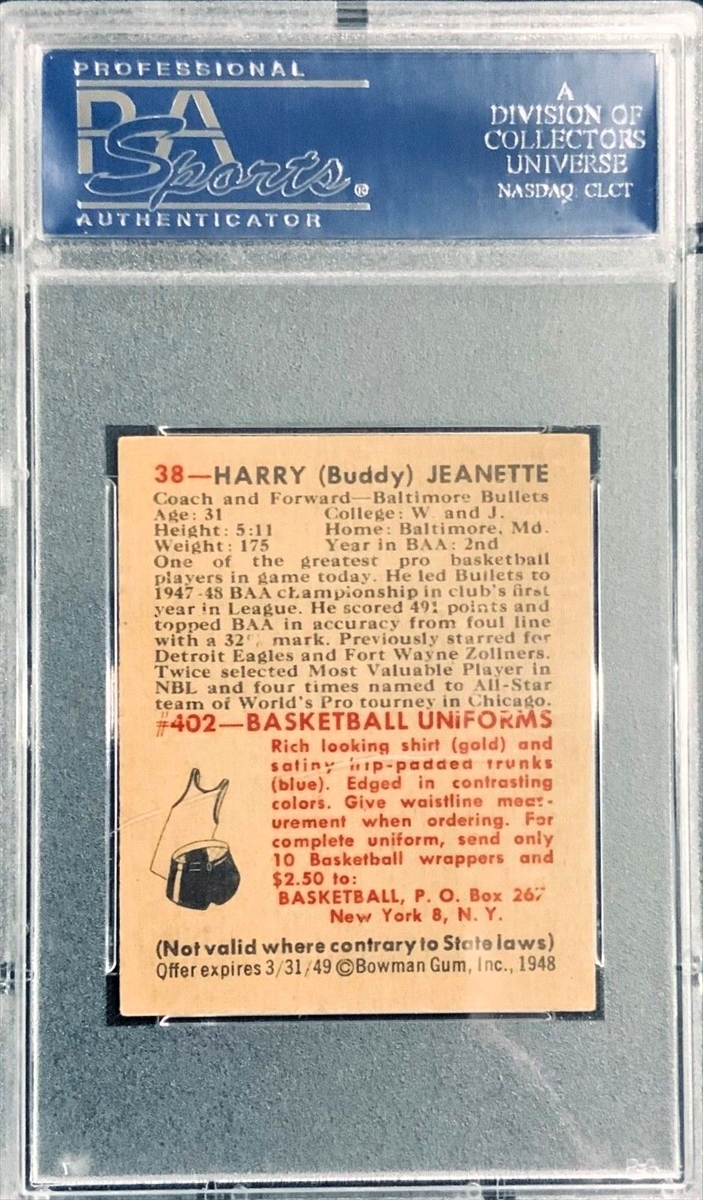 PROFESSIONAL
PSA
Sports®
AUTHENTICATOR
A
DIVISION OF
COLLECTORS
UNIVERSE
NASDAQ: CLCT
38—HARRY (Buddy) JEANETTE
Coach and Forward—Baltimore Bullets
Age: 31 College: W. and J.
Height: 5:11 Home: Baltimore, Md.
Weight: 175 Year in BAA: 2nd
One of the greatest pro basketball
players in game today. He led Bullets to
1947-48 BAA championship in club's first
year in League. He scored 491 points and
topped BAA in accuracy from foul line
with a mark. Previously starred for
Detroit Eagles and Fort Wayne Zollners.
Twice selected Most Valuable Player in
NBL and four times named to All-Star
team of World's Pro tourney in Chicago.
#402—BASKETBALL UNIFORMS
Rich looking shirt (gold) and
satiny hip-padded trunks
(blue). Edged in contrasting
colors. Give waistline meas-
urement when ordering. For
complete uniform, send only
10 Basketball wrappers and
$2.50 to:
BASKETBALL, P. O. Box 267
New York 8, N. Y.
(Not valid where contrary to State laws)
Offer expires 3/31/49 ©Bowman Gum, Inc., 1948